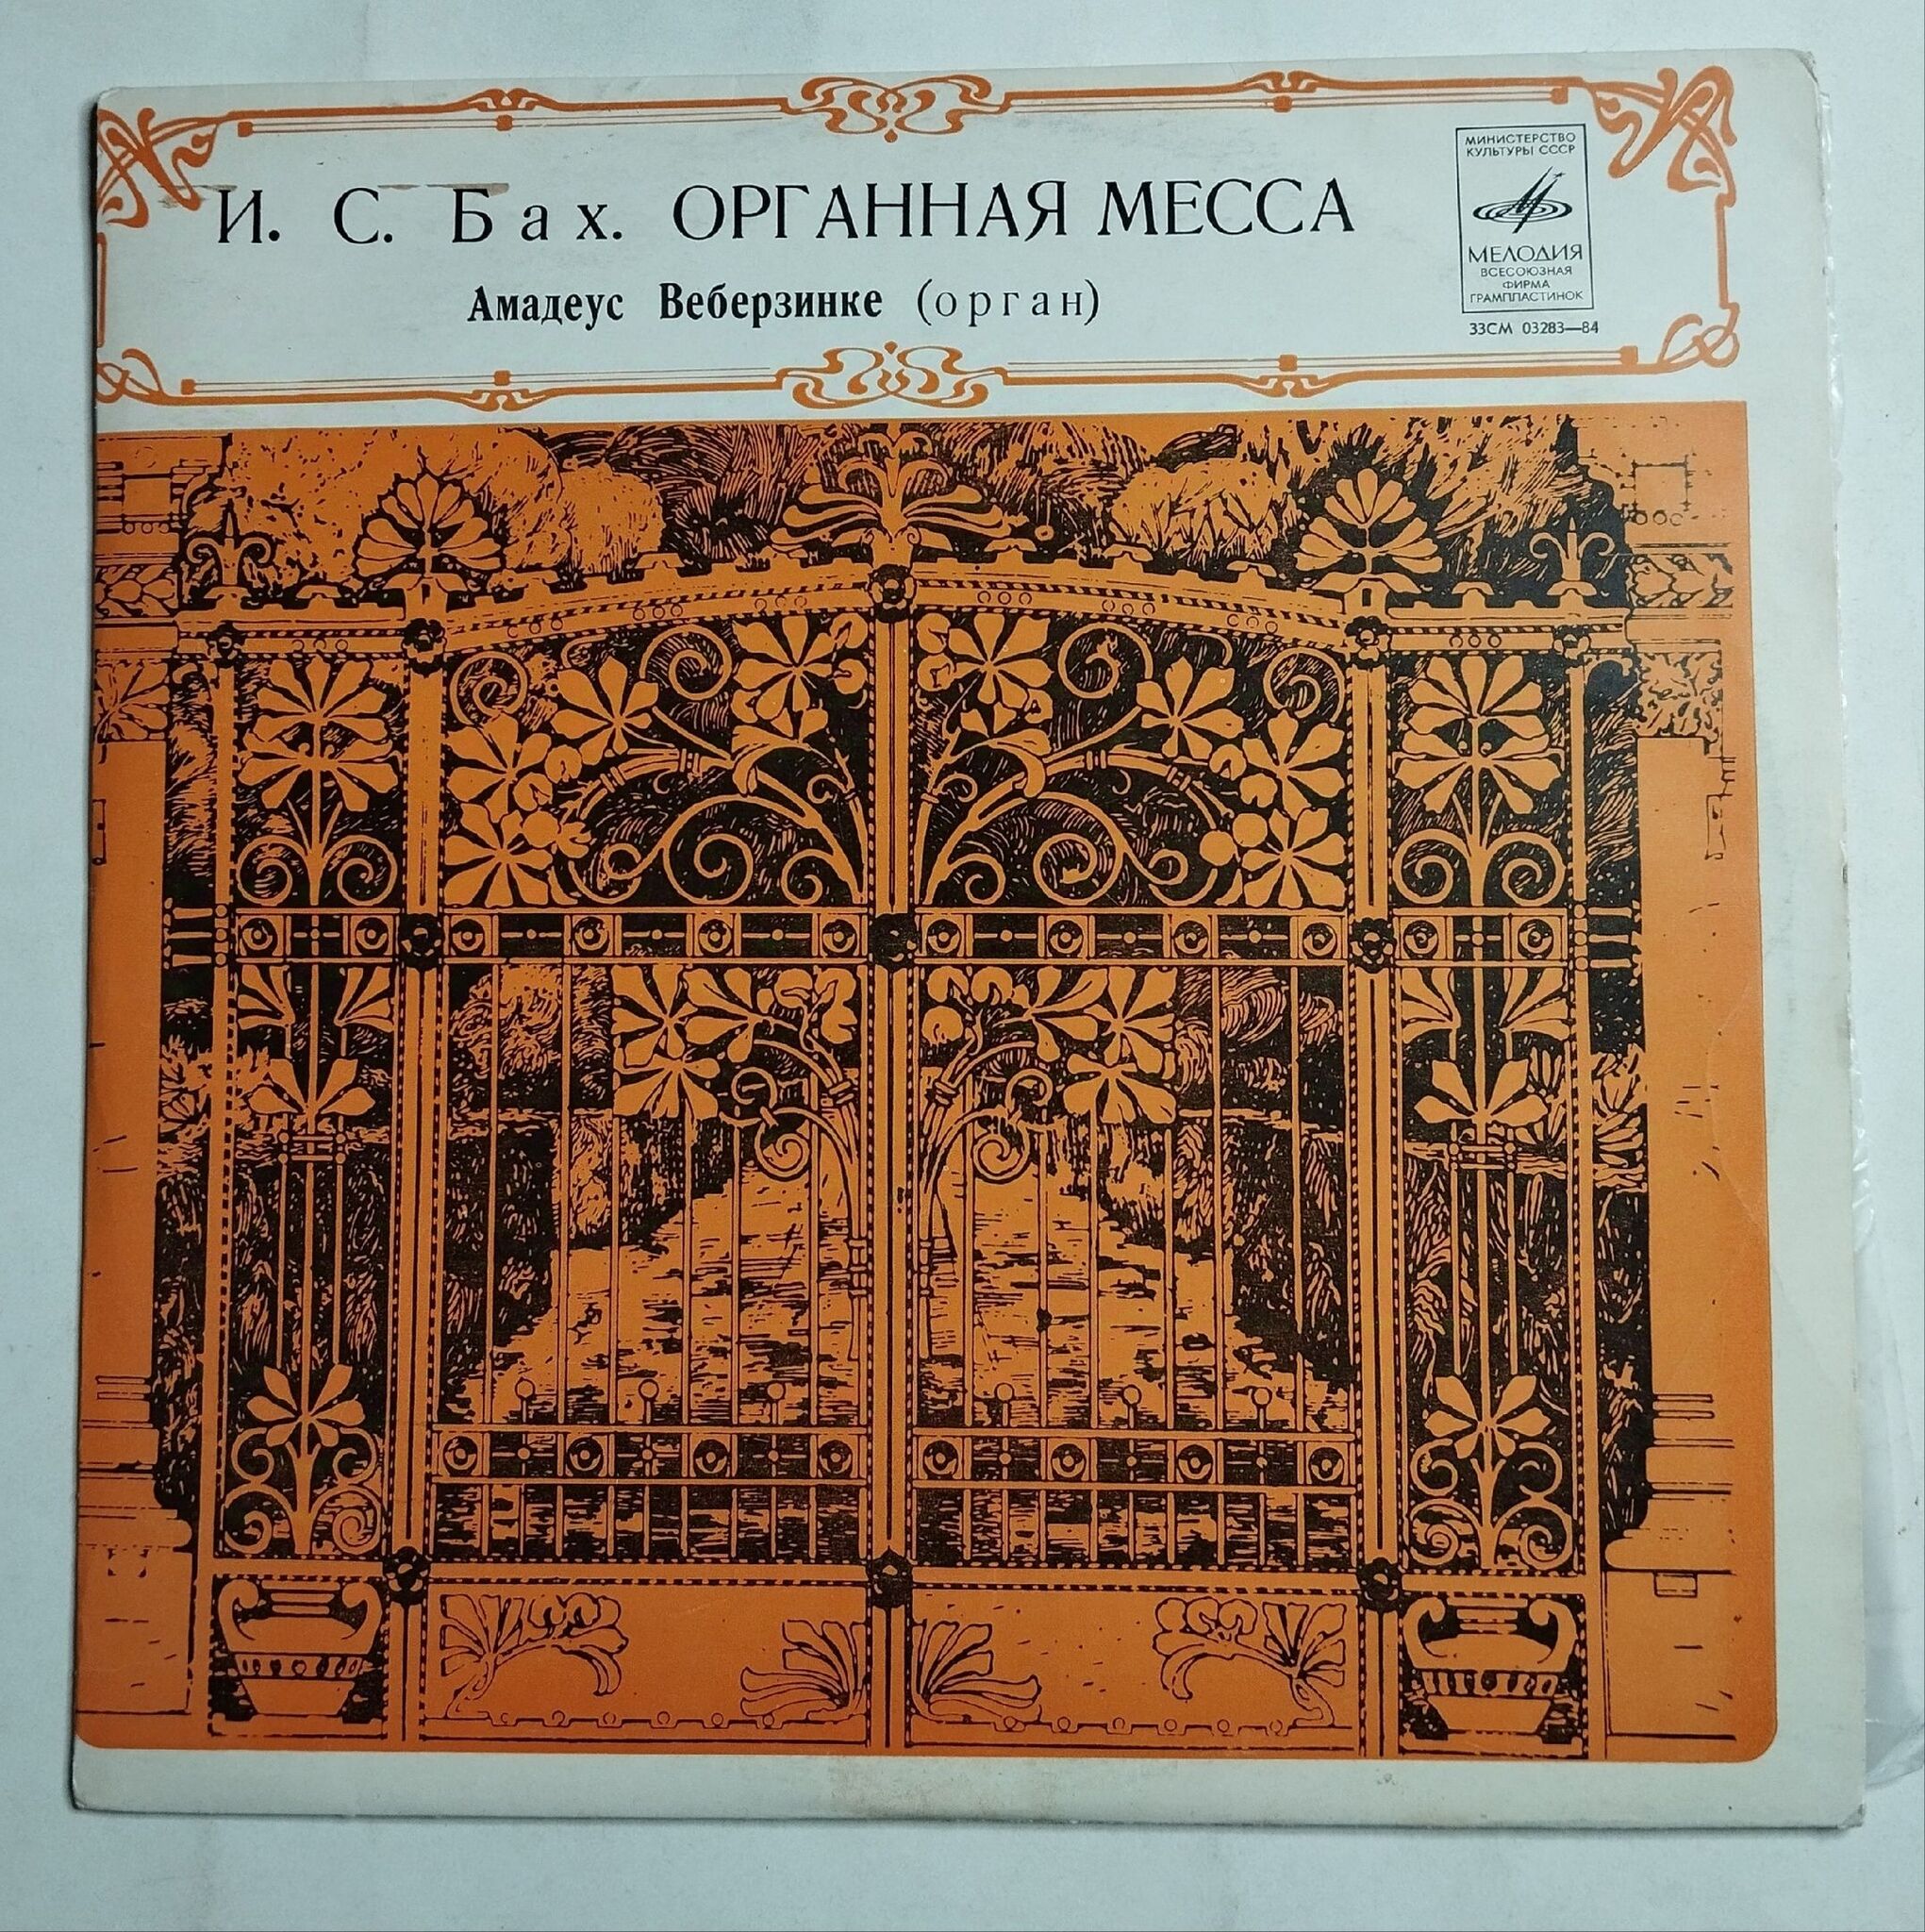 И. С. Бах. ОРГАННАЯ МЕССА
Амадеус Веберзинке (орган)
МИНИСТЕРСТВО
КУЛЬТУРЫ СССР
МЕЛОДИЯ
ВСЕСОЮЗНАЯ
ФИРМА
ГРАМПЛАСТИНОК
33СМ 03283—84